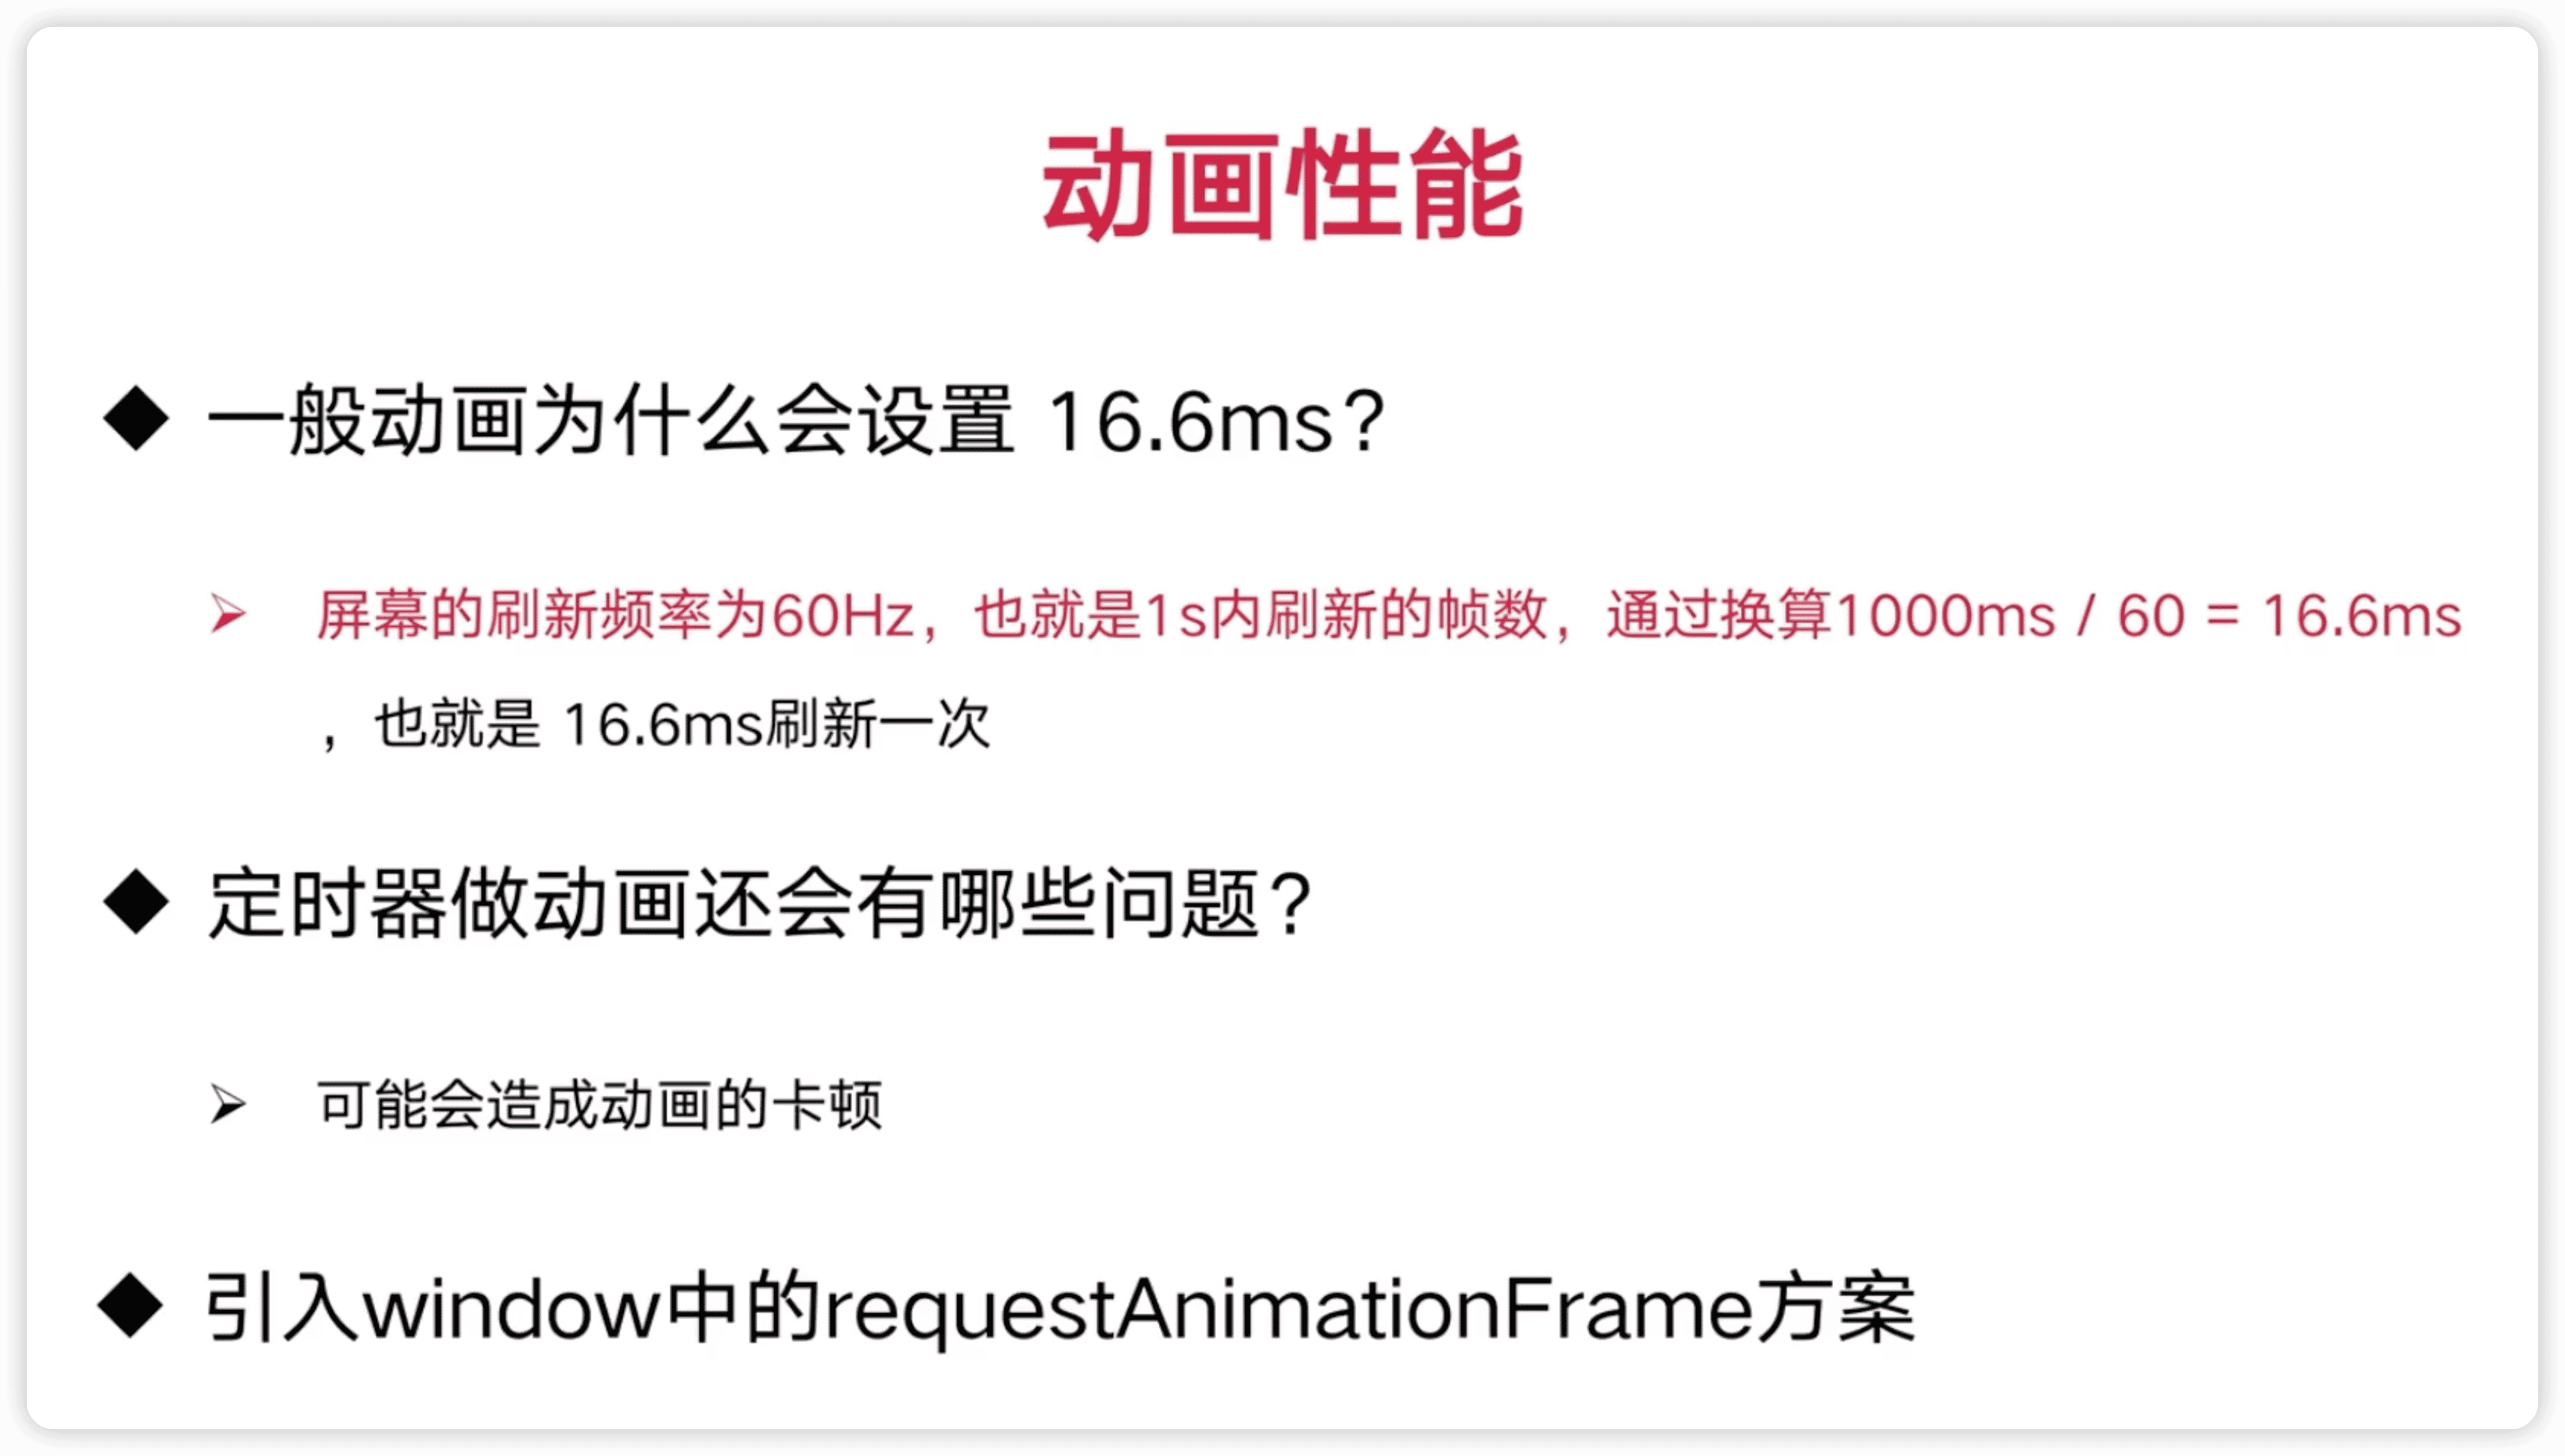 动画性能
一般动画为什么会设置 16.6ms?
屏幕的刷新频率为60Hz，也就是1s内刷新的帧数，通过换算1000ms / 60 = 16.6ms
，也就是 16.6ms刷新一次
定时器做动画还会有哪些问题?
可能会造成动画的卡顿
引入window中的requestAnimationFrame方案